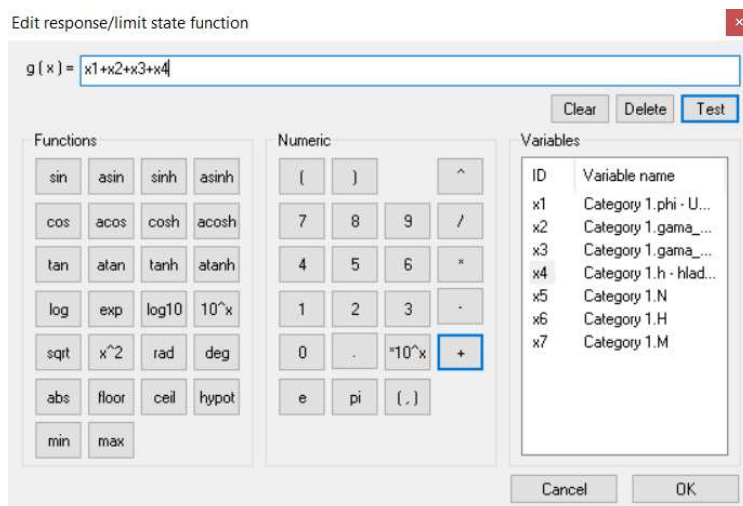 Edit response/limit state function
×
g ( x ) = x1+x2+x3+x4
Clear Delete Test
Functions
sin asin sinh asinh
cos acos cosh acosh
tan atan tanh atanh
log exp log10 10^x
sqrt x^2 rad deg
abs floor ceil hypot
min max
Numeric
( ) ^
7 8 9 /
4 5 6 *
1 2 3 -
0 . *10^x +
e pi ( , )
Variables
ID Variable name
x1 Category 1.phi - U...
x2 Category 1.gama_...
x3 Category 1.gama_...
x4 Category 1.h - hlad...
x5 Category 1.N
x6 Category 1.H
x7 Category 1.M
Cancel OK